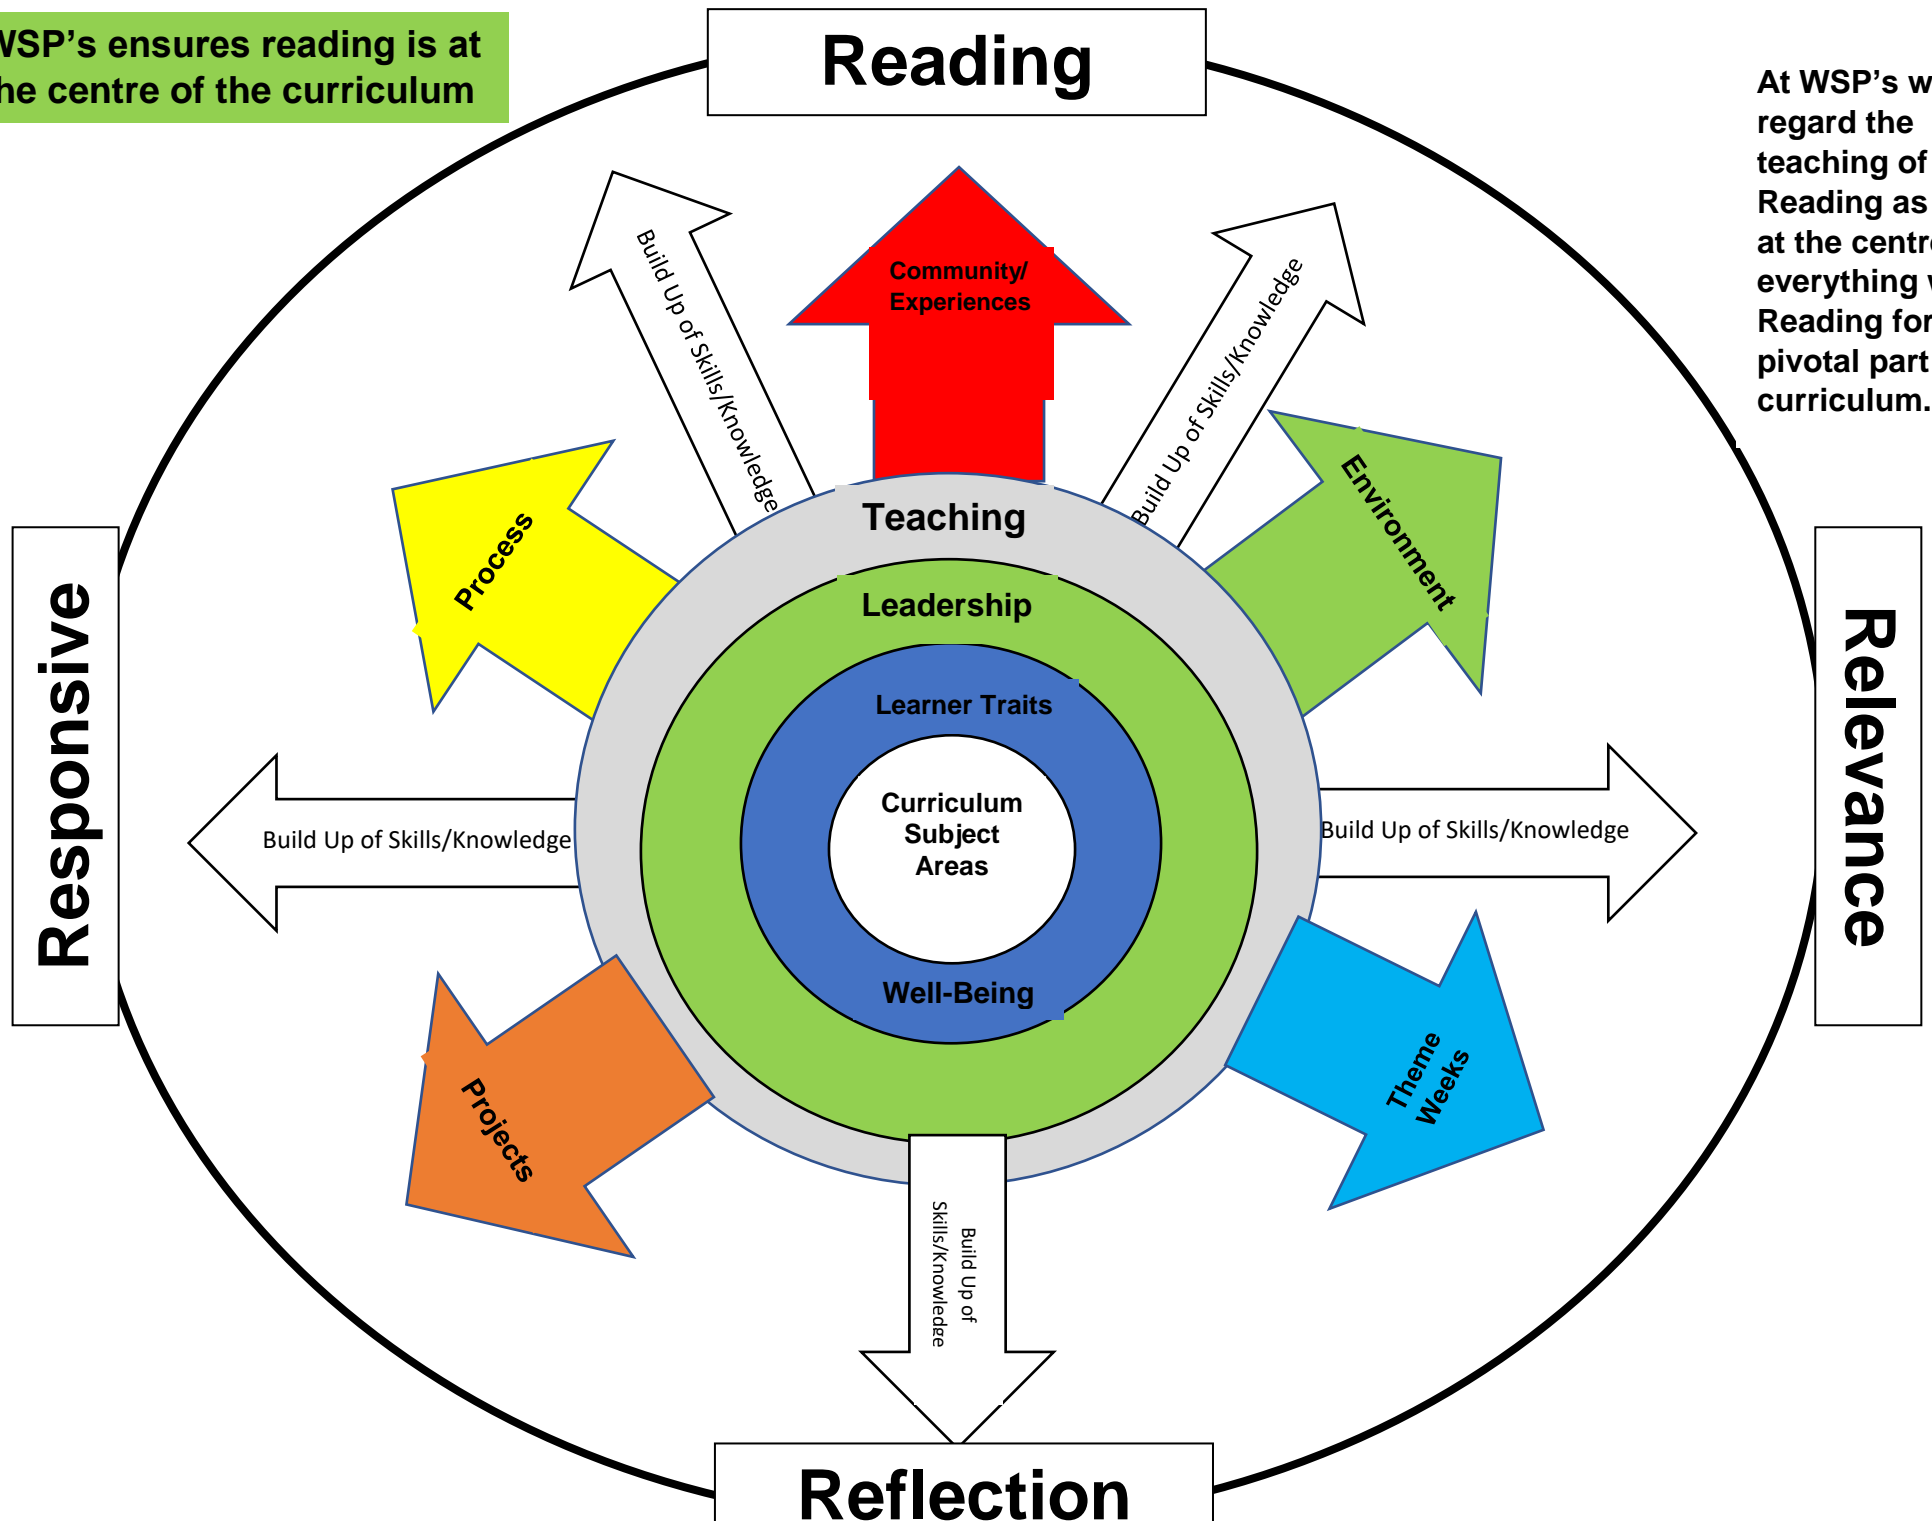 WSP’s ensures reading is at
the centre of the curriculum
Reading
At WSP’s
regard the
teaching of
Reading as
at the centre
everything
Reading for
pivotal part
curriculum.
Build Up of Skills/Knowledge
Community/
Experiences
Build Up of Skills/Knowledge
Process
Environment
Teaching
Leadership
Learner Traits
Curriculum
Subject
Areas
Well-Being
Responsive
Relevance
Build Up of Skills/Knowledge
Build Up of Skills/Knowledge
Projects
Theme
Weeks
Build Up of
Skills/Knowledge
Reflection